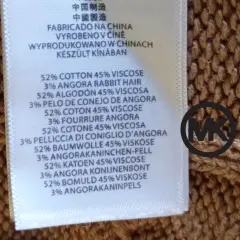 中国制造
中國製造
FABRICADO NA CHINA
VYROBENO V ČÍNĚ
WYPRODUKOWANO W CHINACH
KÉSZÜLT KÍNÁBAN
52% COTTON 45% VISCOSE
3% ANGORA RABBIT HAIR
52% ALGODÓN 45% VISCOSA
3% PELO DE CONEJO DE ANGORA
52% COTON 45% VISCOSE
3% FOURRURE ANGORA
52% COTONE 45% VISCOSA
3% PELLICCIA DI CONIGLIO D'ANGORA
52% BAUMWOLLE 45% VISKOSE
3% ANGORAKANINCHEN-FELL
52% KATOEN 45% VISCOSE
3% ANGORA KONIJNENBONT
52% BOMULD 45% VISKOSE
3% ANGORAKANINPELS
MK